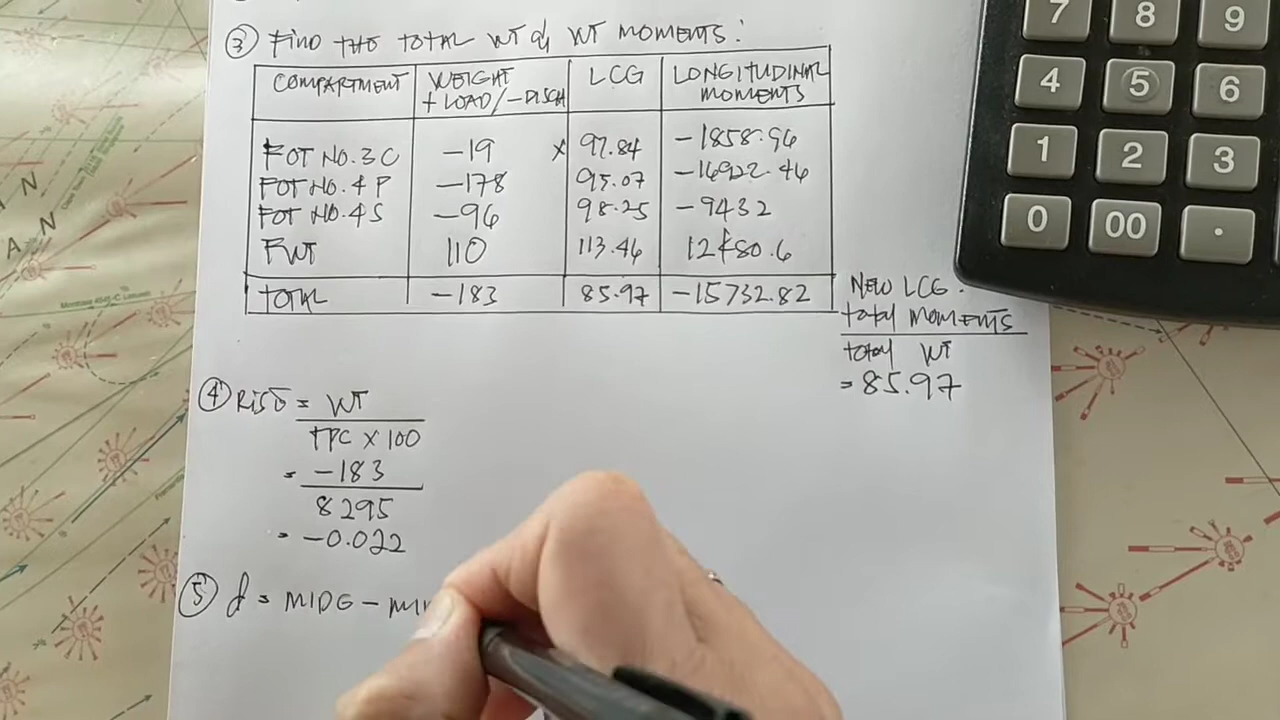 ③ Find the total wt & wt moments:
COMPARTMENT WEIGHT + LOAD/-DISCH LCG LONGITUDINAL MOMENTS
FOT NO.3C -19 x 97.84 -1858.96
FOT NO.4P -178 95.07 -16922.46
FOT NO.4S -96 98.25 -9432
FWT 110 113.46 12480.6
TOTAL -183 85.97 -15732.82
NEW LCG:
total MOMENTS
total WT
= 85.97
④ RISE = WT
TPC x 100
= -183
8295
= -0.022
⑤ d = MIDG -
7 8 9
4 5 6
1 2 3
0 00 .
A N
A N